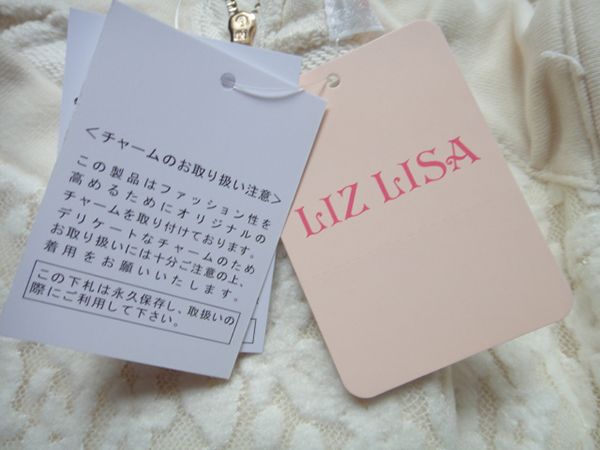 ＜チャームのお取り扱い注意＞
この製品はファッション性を
高めるためにオリジナルの
チャームを取り付けております。
デリケートなチャームのため
お取り扱いには十分ご注意の上、
着用をお願いいたします。
この下札は永久保存し、取扱いの
際にご利用して下さい。
LIZ LISA